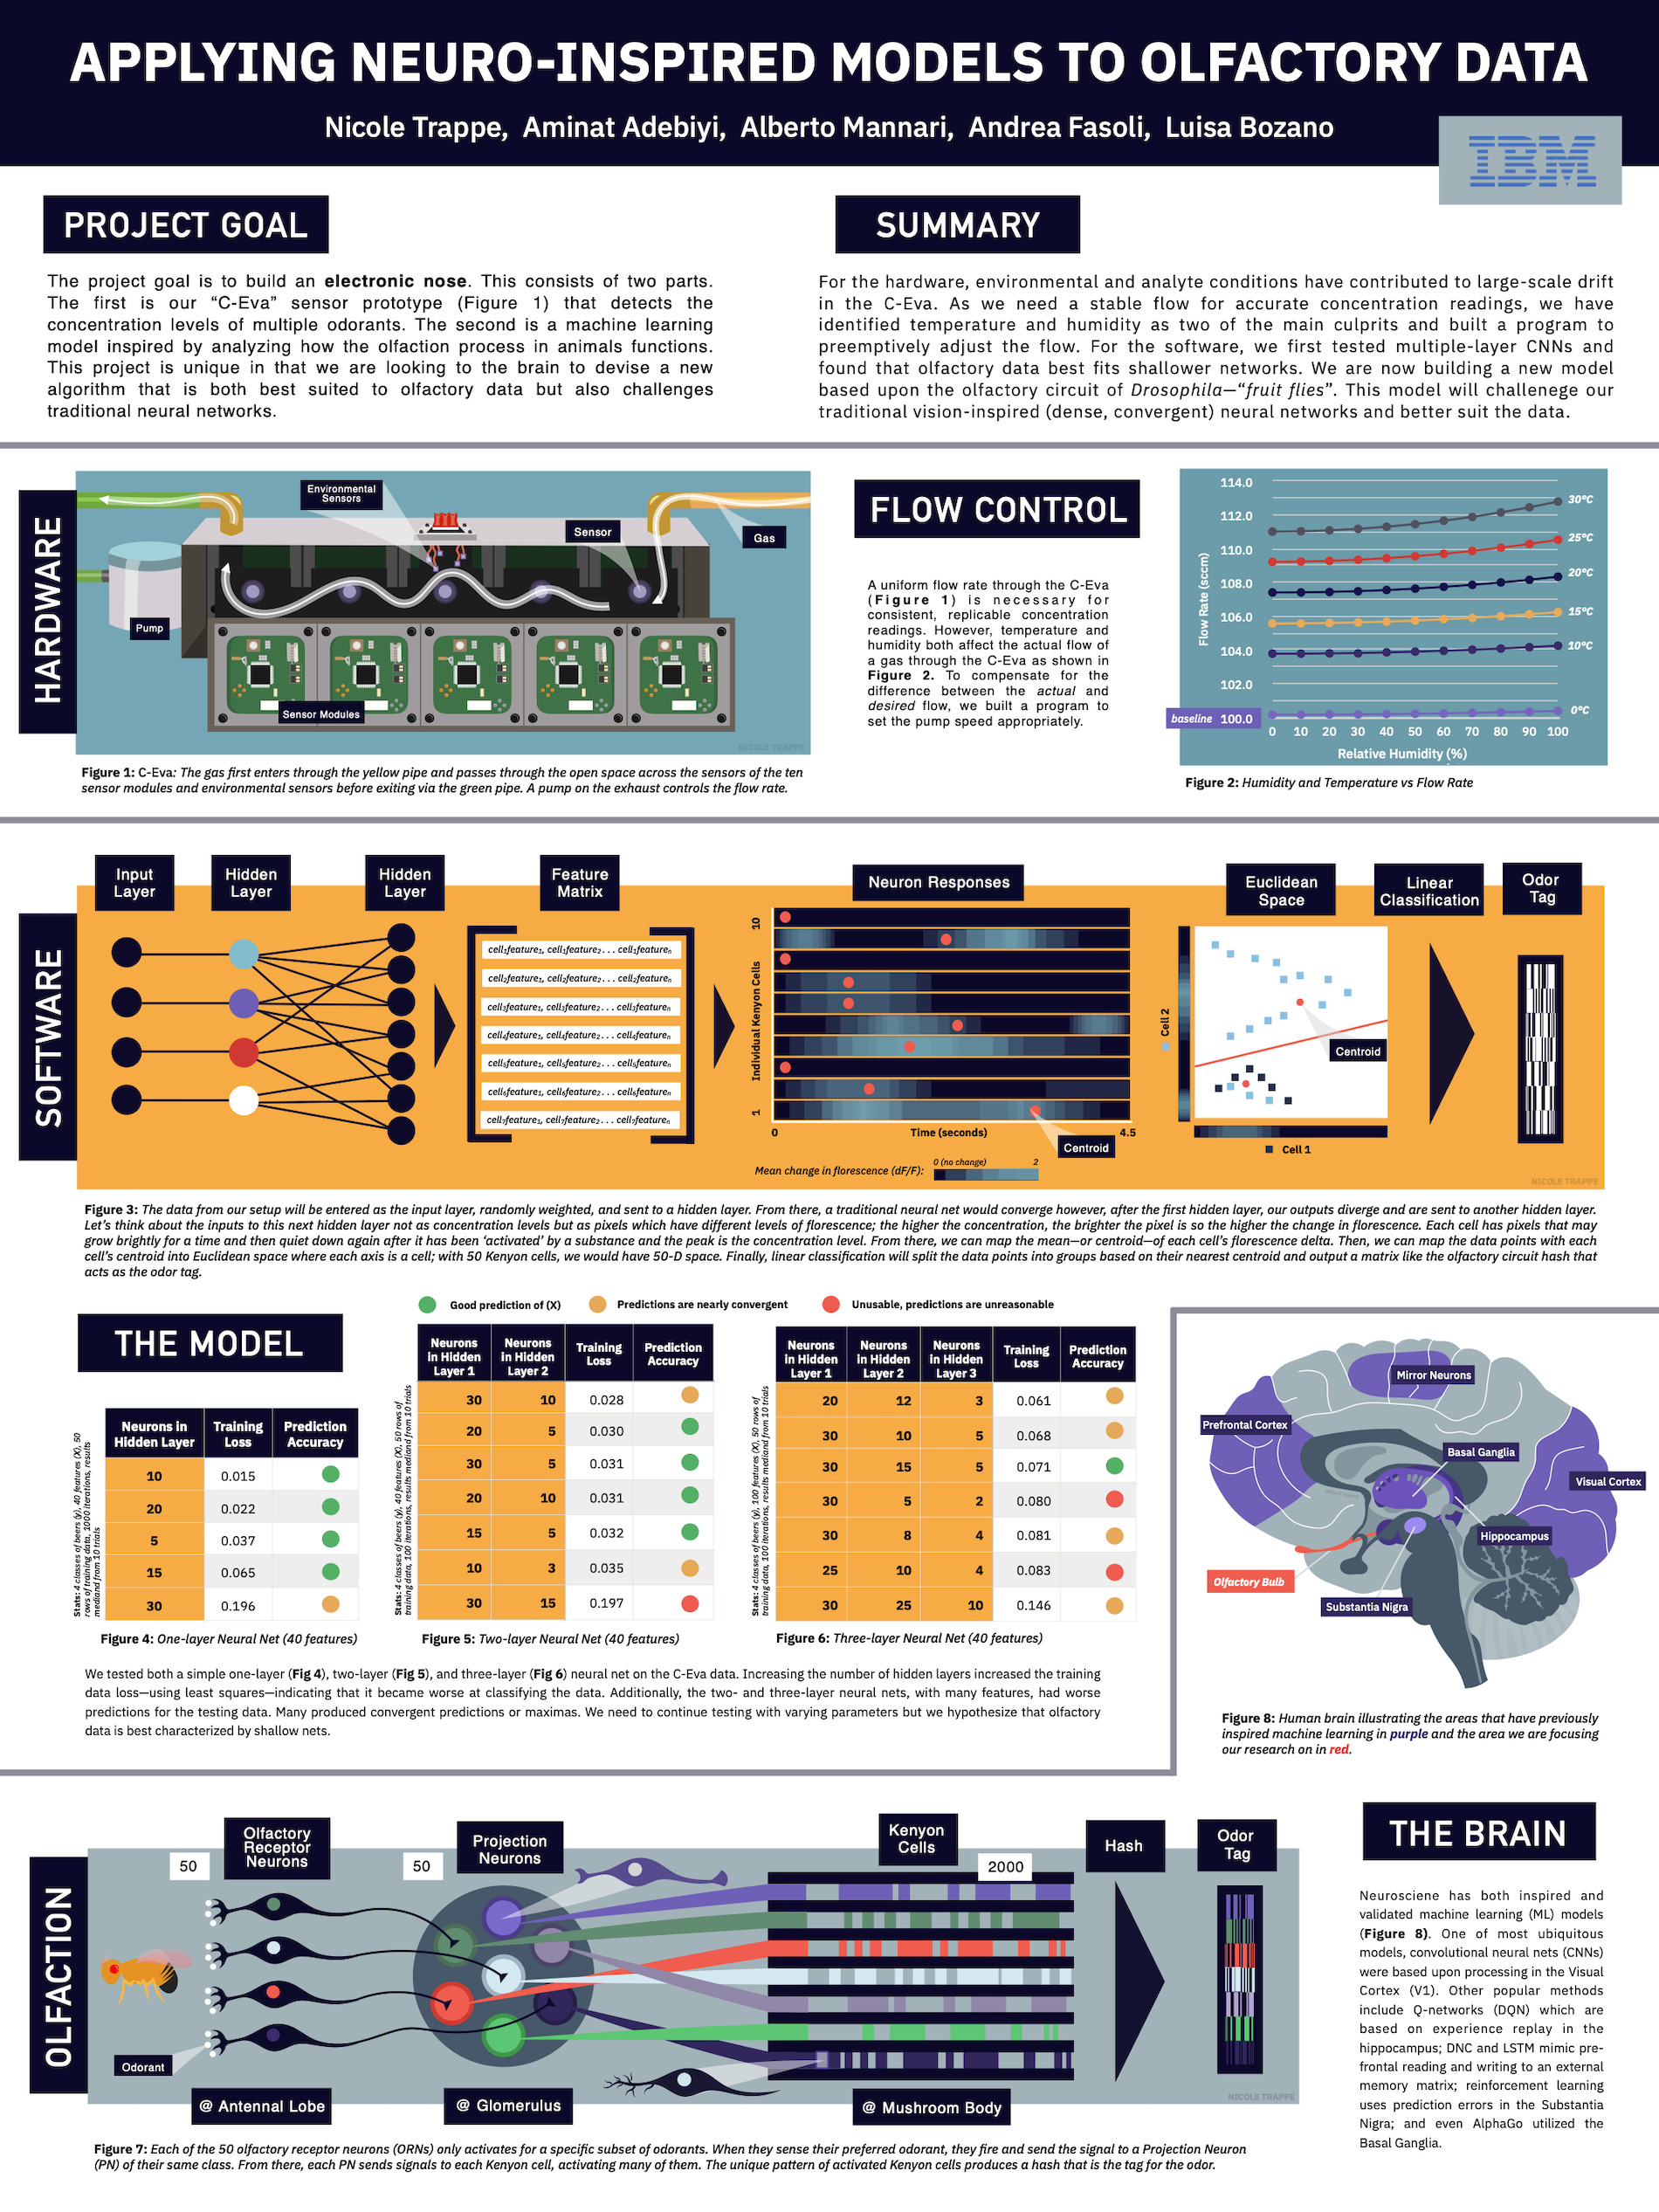 APPLYING NEURO-INSPIRED MODELS TO OLFACTORY DATA
Nicole Trappe, Aminat Adebiyi, Alberto Mannari, Andrea Fasoli, Luisa Bozano
IBM
PROJECT GOAL
The project goal is to build an electronic nose. This consists of two parts.
The first is our “C-Eva” sensor prototype (Figure 1) that detects the
concentration levels of multiple odorants. The second is a machine learning
model inspired by analyzing how the olfaction process in animals functions.
This project is unique in that we are looking to the brain to devise a new
algorithm that is both best suited to olfactory data but also challenges
traditional neural networks.
SUMMARY
For the hardware, environmental and analyte conditions have contributed to large-scale drift
in the C-Eva. As we need a stable flow for accurate concentration readings, we have
identified temperature and humidity as two of the main culprits and built a program to
preemptively adjust the flow. For the software, we first tested multiple-layer CNNs and
found that olfactory data best fits shallower networks. We are now building a new model
based upon the olfactory circuit of Drosophila—“fruit flies”. This model will challenege our
traditional vision-inspired (dense, convergent) neural networks and better suit the data.
HARDWARE
Environmental
Sensors
Sensor
Gas
Pump
Sensor Modules
NICOLE TRAPPE
Figure 1: C-Eva: The gas first enters through the yellow pipe and passes through the open space across the sensors of the ten
sensor modules and environmental sensors before exiting via the green pipe. A pump on the exhaust controls the flow rate.
FLOW CONTROL
A uniform flow rate through the C-Eva
(Figure 1) is necessary for
consistent, replicable concentration
readings. However, temperature and
humidity both affect the actual flow of
a gas through the C-Eva as shown in
Figure 2. To compensate for the
difference between the actual and
desired flow, we built a program to
set the pump speed appropriately.
114.0
112.0
110.0
108.0
106.0
104.0
102.0
baseline 100.0
Flow Rate (sccm)
30°C
25°C
20°C
15°C
10°C
0°C
0 10 20 30 40 50 60 70 80 90 100
Relative Humidity (%)
Figure 2: Humidity and Temperature vs Flow Rate
SOFTWARE
Input
Layer
Hidden
Layer
Hidden
Layer
Feature
Matrix
cell₁feature₁, cell₁feature₂ . . . cell₁featureₙ
cell₂feature₁, cell₂feature₂ . . . cell₂featureₙ
cell₃feature₁, cell₃feature₂ . . . cell₃featureₙ
cell₄feature₁, cell₄feature₂ . . . cell₄featureₙ
cell₅feature₁, cell₅feature₂ . . . cell₅featureₙ
cell₆feature₁, cell₆feature₂ . . . cell₆featureₙ
cell₇feature₁, cell₇feature₂ . . . cell₇featureₙ
Neuron Responses
10
Individual Kenyon Cells
1
0 Time (seconds) 4.5
Centroid
Mean change in florescence (dF/F):
0 (no change) 2
Euclidean
Space
Cell 2
Centroid
Cell 1
Linear
Classification
Odor
Tag
NICOLE TRAPPE
Figure 3: The data from our setup will be entered as the input layer, randomly weighted, and sent to a hidden layer. From there, a traditional neural net would converge however, after the first hidden layer, our outputs diverge and are sent to another hidden layer.
Let’s think about the inputs to this next hidden layer not as concentration levels but as pixels which have different levels of florescence; the higher the concentration, the brighter the pixel is so the higher the change in florescence. Each cell has pixels that may
grow brightly for a time and then quiet down again after it has been ‘activated’ by a substance and the peak is the concentration level. From there, we can map the mean—or centroid—of each cell’s florescence delta. Then, we can map the data points with each
cell’s centroid into Euclidean space where each axis is a cell; with 50 Kenyon cells, we would have 50-D space. Finally, linear classification will split the data points into groups based on their nearest centroid and output a matrix like the olfactory circuit hash that
acts as the odor tag.
THE MODEL
Good prediction of (X)
Predictions are nearly convergent
Unusable, predictions are unreasonable
Stats: 4 classes of beers (y), 40 features (X), 50
rows of training data, 1000 iterations, results
mediand from 10 trials
Neurons in Hidden Layer Training Loss Prediction Accuracy
10 0.015
20 0.022
5 0.037
15 0.065
30 0.196
Figure 4: One-layer Neural Net (40 features)
Stats: 4 classes of beers (y), 40 features (X), 50 rows of
training data, 100 iterations, results mediand from 10 trials
Neurons in Hidden Layer 1 Neurons in Hidden Layer 2 Training Loss Prediction Accuracy
30 10 0.028
20 5 0.030
30 5 0.031
20 10 0.031
15 5 0.032
10 3 0.035
30 15 0.197
Figure 5: Two-layer Neural Net (40 features)
Stats: 4 classes of beers (y), 100 features (X), 50 rows of
training data, 100 iterations, results mediand from 10 trials
Neurons in Hidden Layer 1 Neurons in Hidden Layer 2 Neurons in Hidden Layer 3 Training Loss Prediction Accuracy
20 12 3 0.061
30 10 5 0.068
30 15 5 0.071
30 5 2 0.080
30 8 4 0.081
25 10 4 0.083
30 25 10 0.146
Figure 6: Three-layer Neural Net (40 features)
We tested both a simple one-layer (Fig 4), two-layer (Fig 5), and three-layer (Fig 6) neural net on the C-Eva data. Increasing the number of hidden layers increased the training
data loss—using least squares—indicating that it became worse at classifying the data. Additionally, the two- and three-layer neural nets, with many features, had worse
predictions for the testing data. Many produced convergent predictions or maximas. We need to continue testing with varying parameters but we hypothesize that olfactory
data is best characterized by shallow nets.
Mirror Neurons
Prefrontal Cortex
Basal Ganglia
Visual Cortex
Hippocampus
Olfactory Bulb
Substantia Nigra
Figure 8: Human brain illustrating the areas that have previously
inspired machine learning in purple and the area we are focusing
our research on in red.
OLFACTION
50
Olfactory
Receptor
Neurons
50
Projection
Neurons
Kenyon
Cells
2000
Hash
Odor
Tag
Odorant
@ Antennal Lobe
@ Glomerulus
@ Mushroom Body
NICOLE TRAPPE
Figure 7: Each of the 50 olfactory receptor neurons (ORNs) only activates for a specific subset of odorants. When they sense their preferred odorant, they fire and send the signal to a Projection Neuron
(PN) of their same class. From there, each PN sends signals to each Kenyon cell, activating many of them. The unique pattern of activated Kenyon cells produces a hash that is the tag for the odor.
THE BRAIN
Neurosciene has both inspired and
validated machine learning (ML) models
(Figure 8). One of most ubiquitous
models, convolutional neural nets (CNNs)
were based upon processing in the Visual
Cortex (V1). Other popular methods
include Q-networks (DQN) which are
based on experience replay in the
hippocampus; DNC and LSTM mimic pre-
frontal reading and writing to an external
memory matrix; reinforcement learning
uses prediction errors in the Substantia
Nigra; and even AlphaGo utilized the
Basal Ganglia.